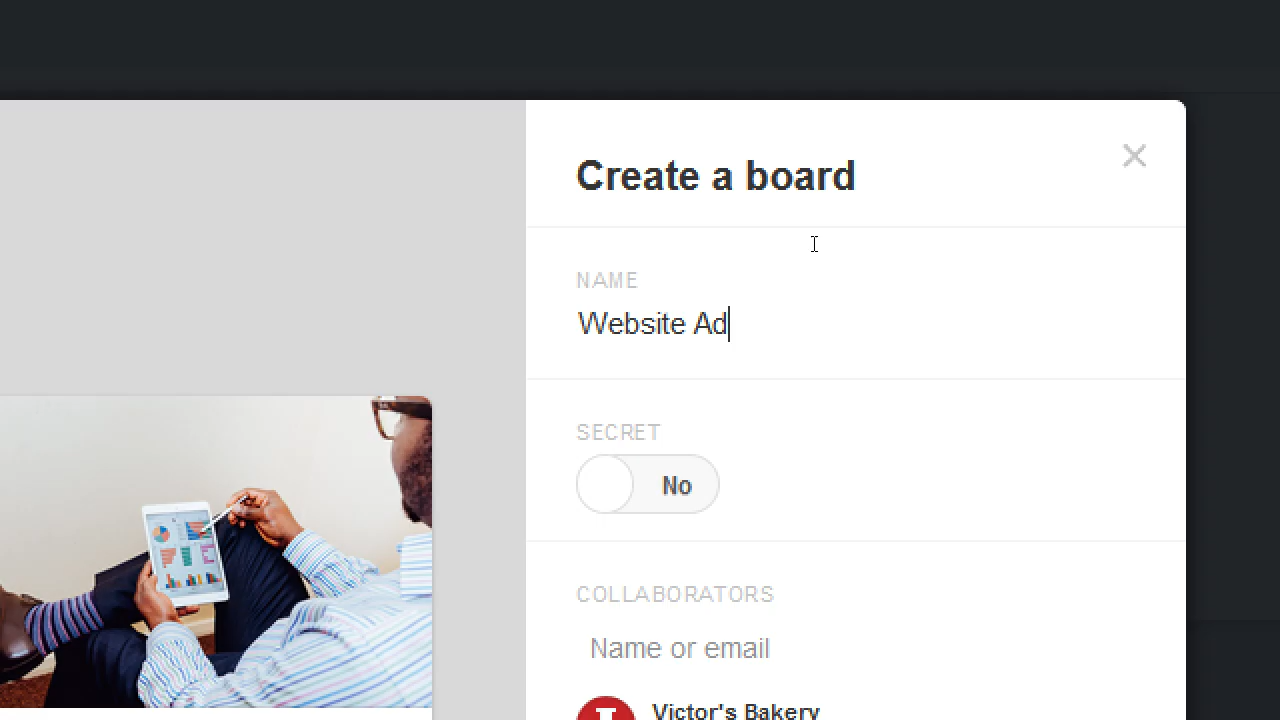 Create a board
NAME
Website Ad
SECRET
No
COLLABORATORS
Name or email
Victor's Bakery